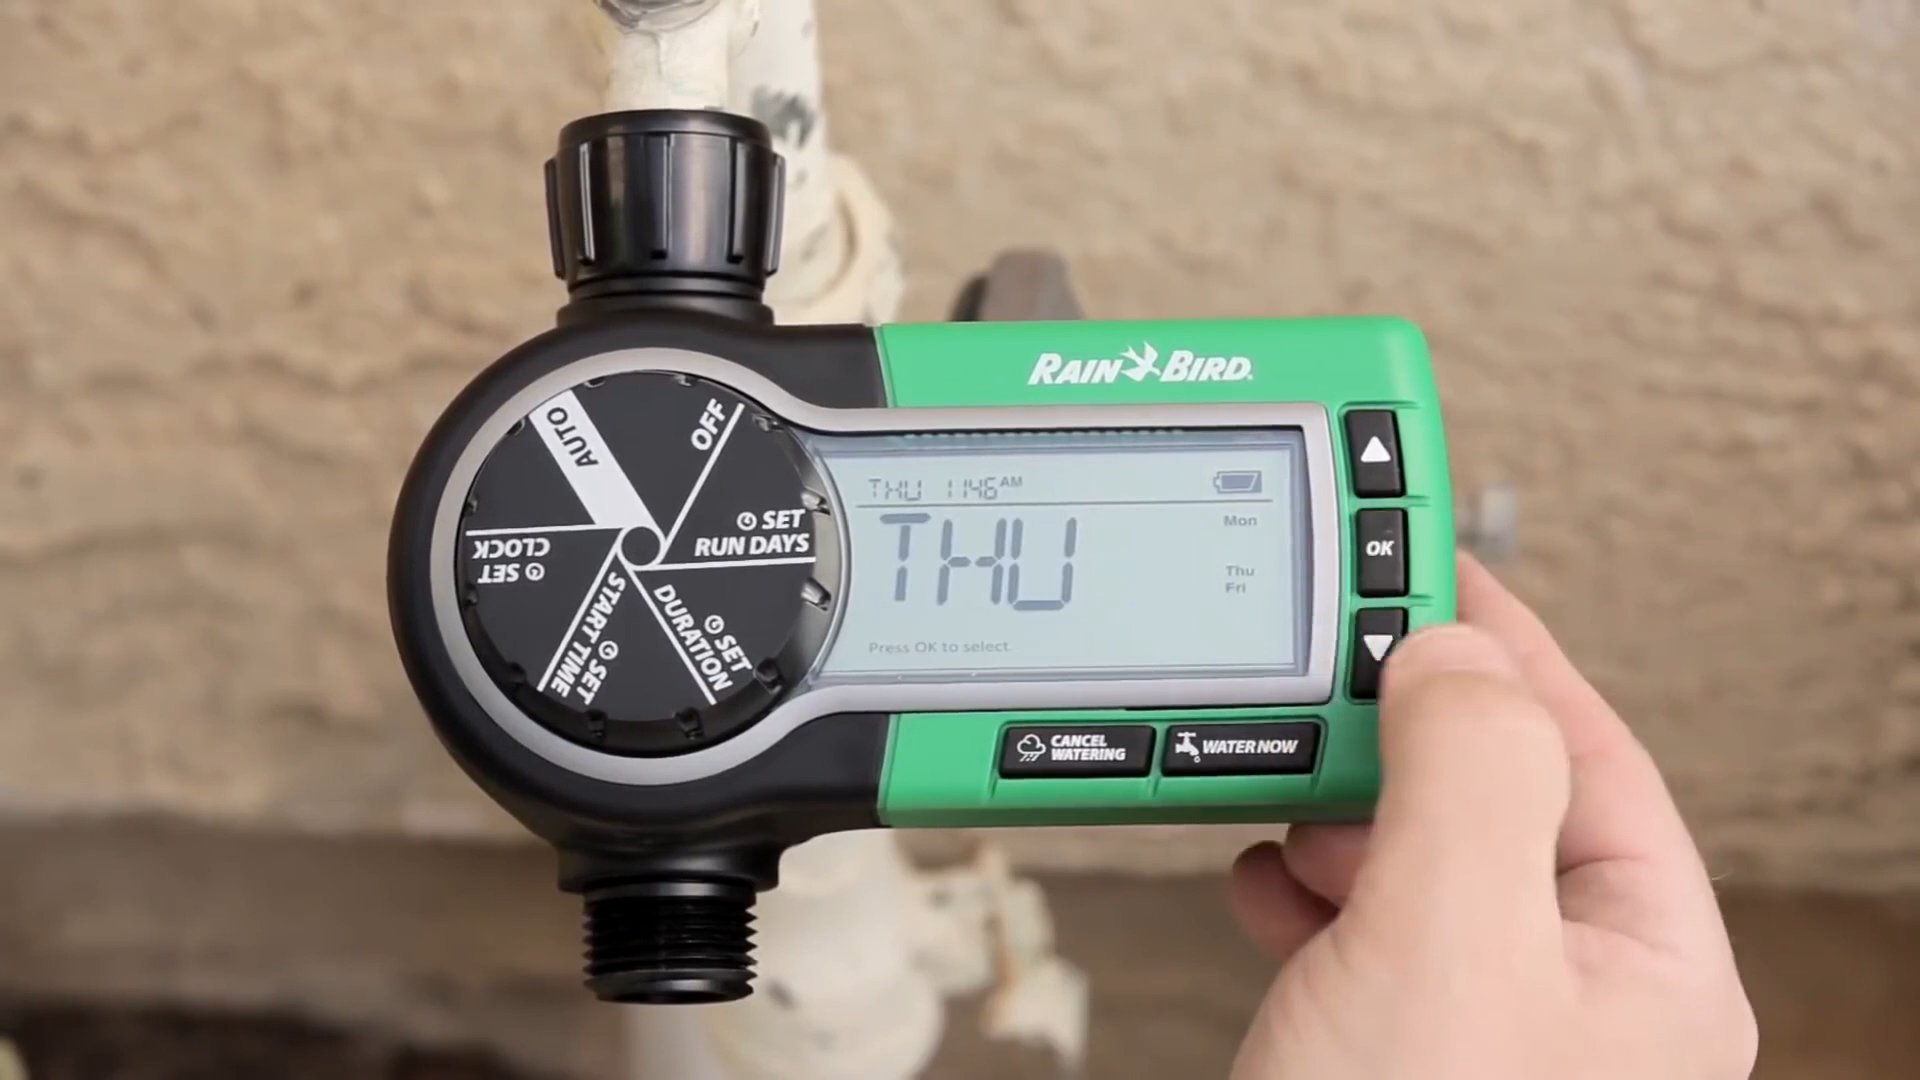 RAIN BIRD
THU 11:46 AM
THU
Mon
Thu
Fri
Press OK to select.
OK
CANCEL
WATERING
WATER NOW
AUTO
OFF
SET
RUN DAYS
SET
DURATION
SET
START TIME
SET
CLOCK